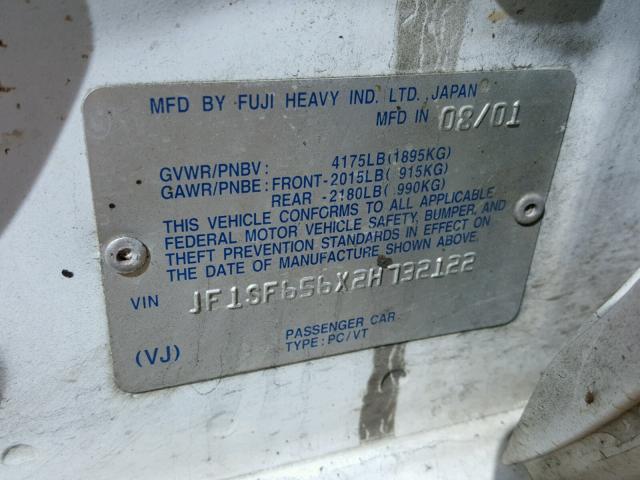 MFD BY FUJI HEAVY IND. LTD. JAPAN
MFD IN 08/01
GVWR/PNBV: 4175LB(1895KG)
GAWR/PNBE: FRONT-2015LB( 915KG)
REAR -2180LB( 990KG)
THIS VEHICLE CONFORMS TO ALL APPLICABLE
FEDERAL MOTOR VEHICLE SAFETY, BUMPER, AND
THEFT PREVENTION STANDARDS IN EFFECT ON
THE DATE OF MANUFACTURE SHOWN ABOVE.
VIN JF1SF656X2H732122
PASSENGER CAR
(VJ) TYPE: PC/VT